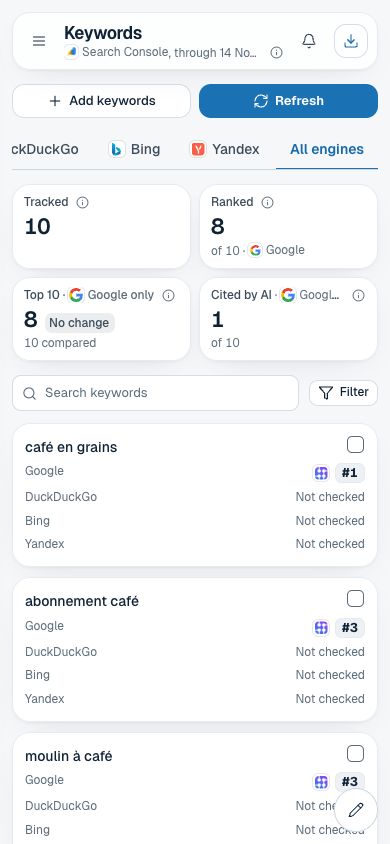 Keywords
Search Console, through 14 No...
Add keywords
Refresh
ckDuckGo
Bing
Yandex
All engines
Tracked
10
Ranked
8
of 10 · Google
Top 10 · Google only
8 No change
10 compared
Cited by AI · Googl...
1
of 10
Search keywords
Filter
café en grains
Google #1
DuckDuckGo Not checked
Bing Not checked
Yandex Not checked
abonnement café
Google #3
DuckDuckGo Not checked
Bing Not checked
Yandex Not checked
moulin à café
Google #3
DuckDuckGo Not
Bing Not